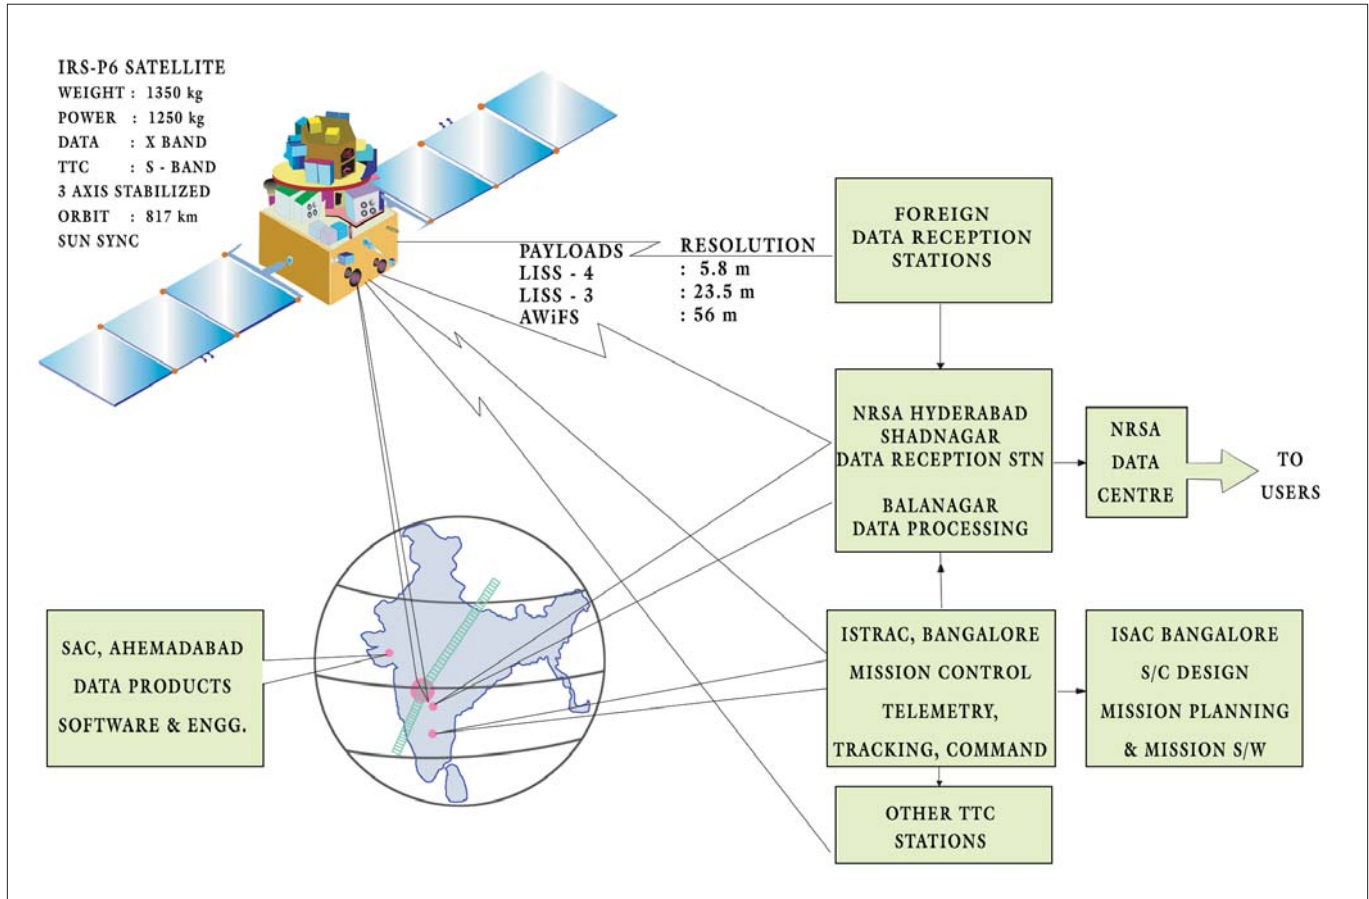 IRS-P6 SATELLITE
WEIGHT : 1350 kg
POWER : 1250 kg
DATA : X BAND
TTC : S - BAND
3 AXIS STABILIZED
ORBIT : 817 km
SUN SYNC
PAYLOADS RESOLUTION
LISS - 4 : 5.8 m
LISS - 3 : 23.5 m
AWiFS : 56 m
FOREIGN
DATA RECEPTION
STATIONS
NRSA HYDERABAD
SHADNAGAR
DATA RECEPTION STN
BALANAGAR
DATA PROCESSING
NRSA
DATA
CENTRE
TO
USERS
SAC, AHEMADABAD
DATA PRODUCTS
SOFTWARE & ENGG.
ISTRAC, BANGALORE
MISSION CONTROL
TELEMETRY,
TRACKING, COMMAND
ISAC BANGALORE
S/C DESIGN
MISSION PLANNING
& MISSION S/W
OTHER TTC
STATIONS